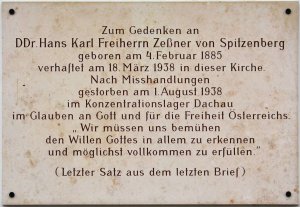 Zum Gedenken an
DDr. Hans Karl Freiherrn Zeßner von Spitzenberg
geboren am 4. Februar 1885
verhaftet am 18. März 1938 in dieser Kirche.
Nach Misshandlungen
gestorben am 1. August 1938
im Konzentrationslager Dachau
im Glauben an Gott und für die Freiheit Österreichs.
„Wir müssen uns bemühen
den Willen Gottes in allem zu erkennen
und möglichst vollkommen zu erfüllen.“
(Letzter Satz aus dem letzten Brief)